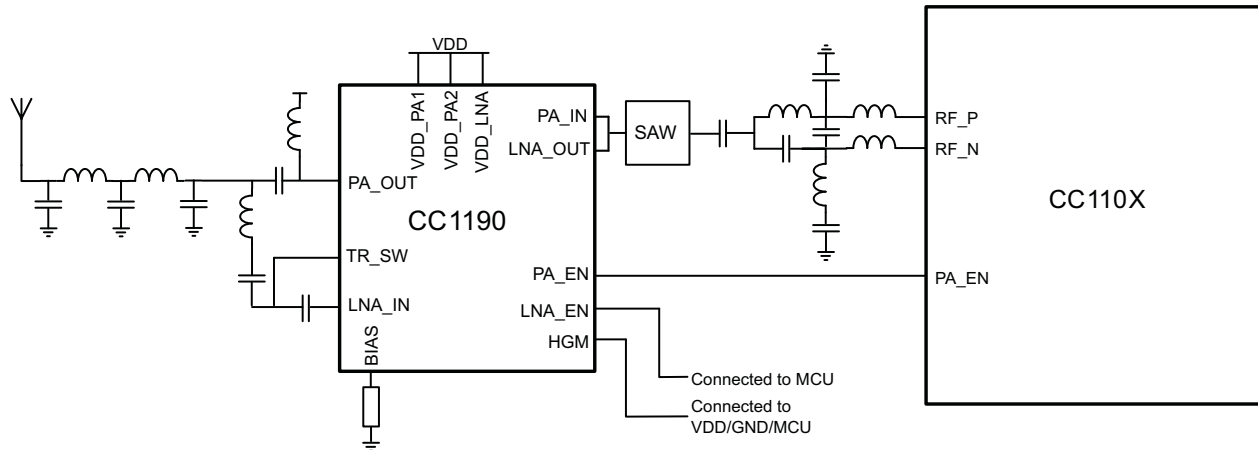 VDD
VDD_PA1
VDD_PA2
VDD_LNA
PA_IN
LNA_OUT
SAW
RF_P
RF_N
PA_OUT
CC1190
CC110X
TR_SW
LNA_IN
BIAS
PA_EN
LNA_EN
HGM
PA_EN
Connected to MCU
Connected to
VDD/GND/MCU